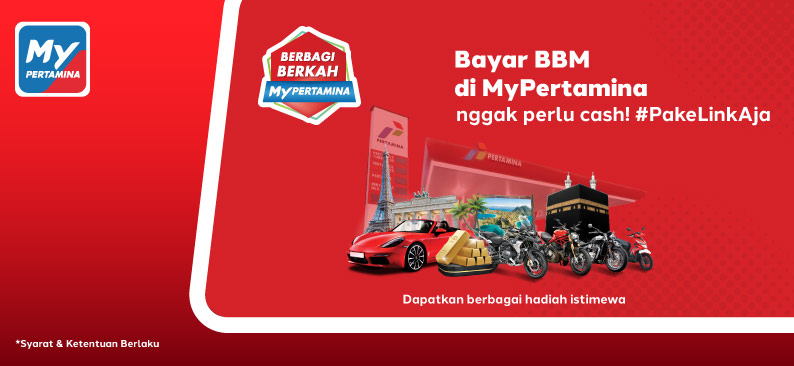 My
PERTAMINA
BERBAGI
BERKAH
MyPERTAMINA
Bayar BBM
di MyPertamina
nggak perlu cash! #PakeLinkAja
PERTAMINA
PERTAMINA
Dapatkan berbagai hadiah istimewa
*Syarat & Ketentuan Berlaku